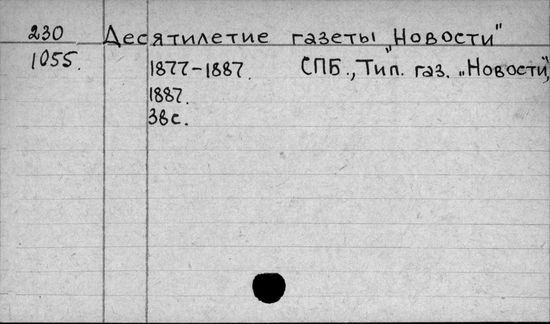 230 Десятилетие газеты "Новости"
1055. 1877-1887. СПБ., Тип. газ. "Новости",
1887.
38с.